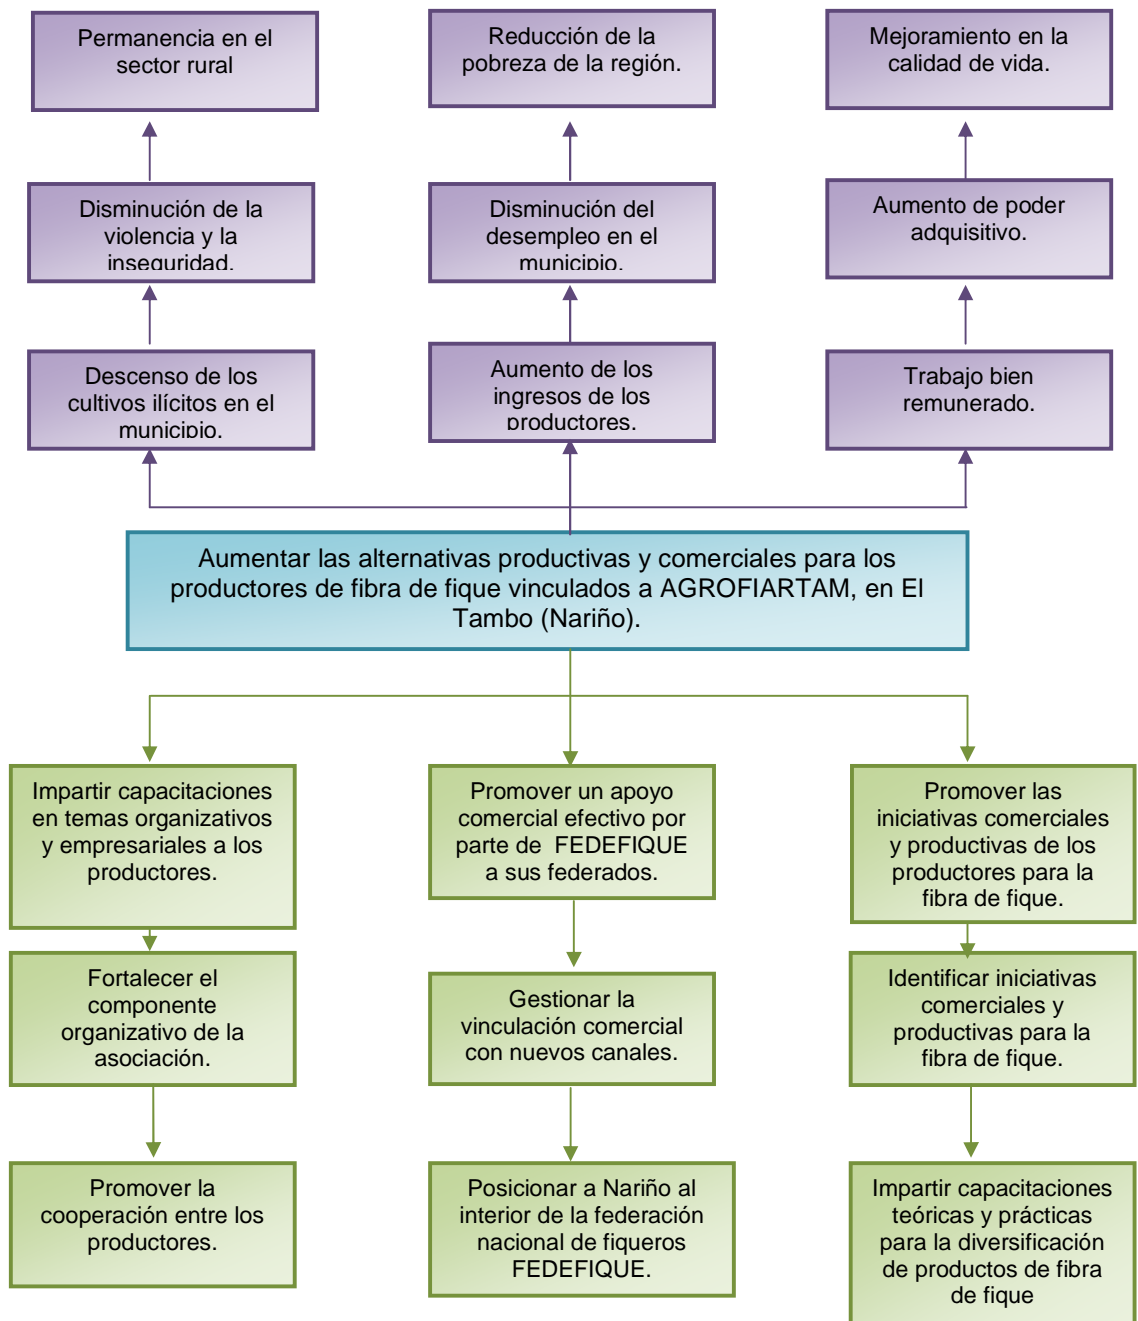 Permanencia en el
sector rural
Reducción de la
pobreza de la región.
Mejoramiento en la
calidad de vida.
Disminución de la
violencia y la
inseguridad.
Disminución del
desempleo en el
municipio.
Aumento de poder
adquisitivo.
Descenso de los
cultivos ilícitos en el
municipio.
Aumento de los
ingresos de los
productores.
Trabajo bien
remunerado.
Aumentar las alternativas productivas y comerciales para los
productores de fibra de fique vinculados a AGROFIARTAM, en El
Tambo (Nariño).
Impartir capacitaciones
en temas organizativos
y empresariales a los
productores.
Promover un apoyo
comercial efectivo por
parte de FEDEFIQUE
a sus federados.
Promover las
iniciativas comerciales
y productivas de los
productores para la
fibra de fique.
Fortalecer el
componente
organizativo de la
asociación.
Gestionar la
vinculación comercial
con nuevos canales.
Identificar iniciativas
comerciales y
productivas para la
fibra de fique.
Promover la
cooperación entre los
productores.
Posicionar a Nariño al
interior de la federación
nacional de fiqueros
FEDEFIQUE.
Impartir capacitaciones
teóricas y prácticas
para la diversificación
de productos de fibra
de fique